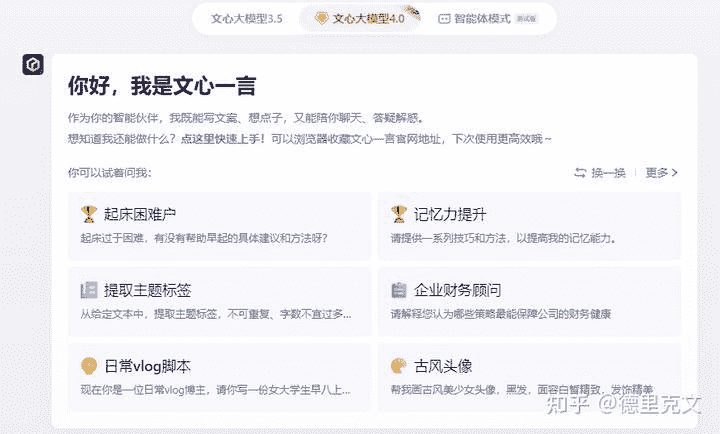 文心大模型3.5
文心大模型4.0
智能体模式 测试版
你好，我是文心一言
作为你的智能伙伴，我既能写文案、想点子，又能陪你聊天、答疑解惑。
想知道我还能做什么？点这里快速上手！可以浏览器收藏文心一言官网地址，下次使用更高效哦～
你可以试着问我：
换一换
更多
起床困难户
记忆力提升
起床过于困难，有没有帮助早起的具体建议和方法呀？
请提供一系列技巧和方法，以提高我的记忆能力。
提取主题标签
企业财务顾问
从给定文本中，提取主题标签，不可重复、字数不宜过多...
请解释您认为哪些策略最能保障公司的财务健康
日常vlog脚本
古风头像
现在你是一位日常vlog博主，请你写一份女大学生早八上...
帮我画古风美少女头像，黑发，面容白皙精致，发饰精美
知乎 @德里克文